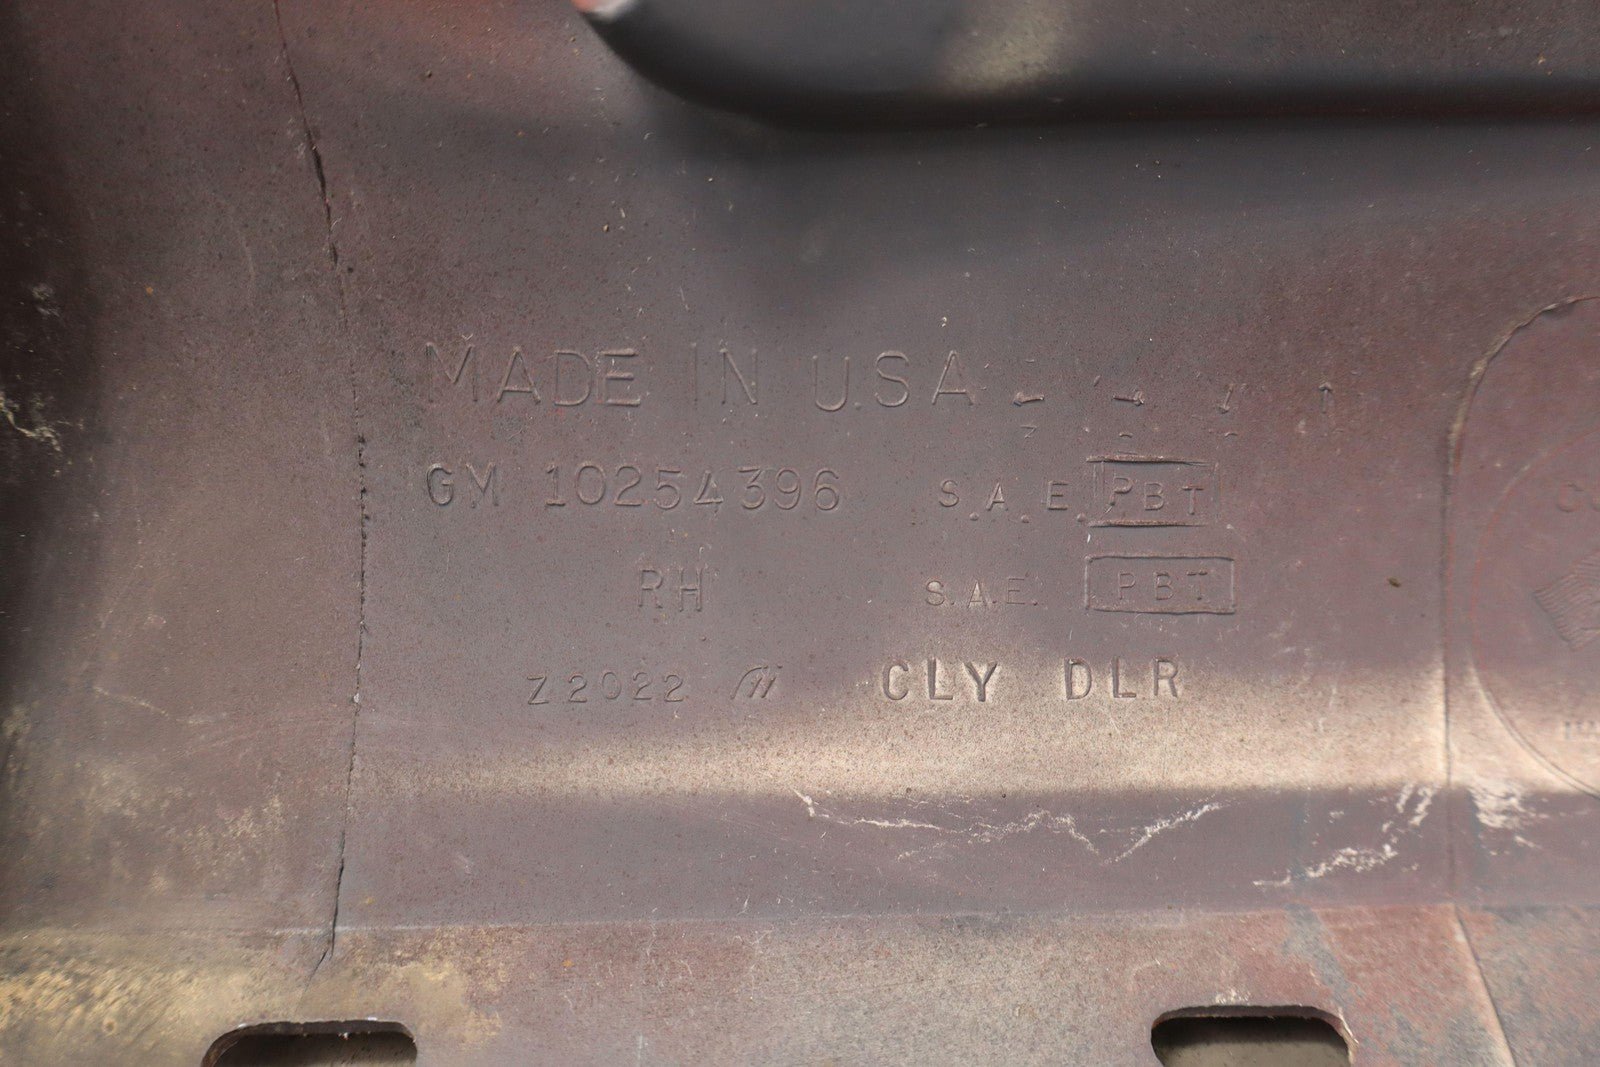 MADE IN U.S.A
GM 10254396 S.A.E. PBT
RH S.A.E. PBT
Z2022 CLY DLR